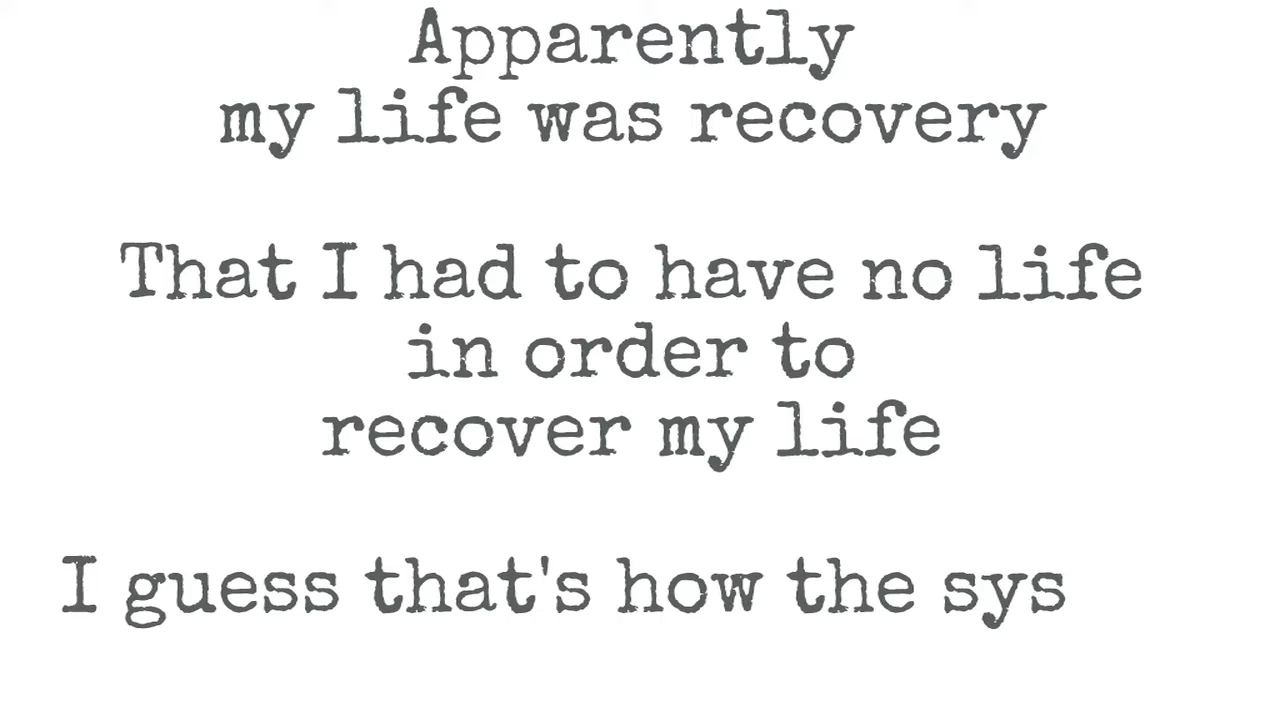 Apparently
my life was recovery
That I had to have no life
in order to
recover my life
I guess that's how the sys